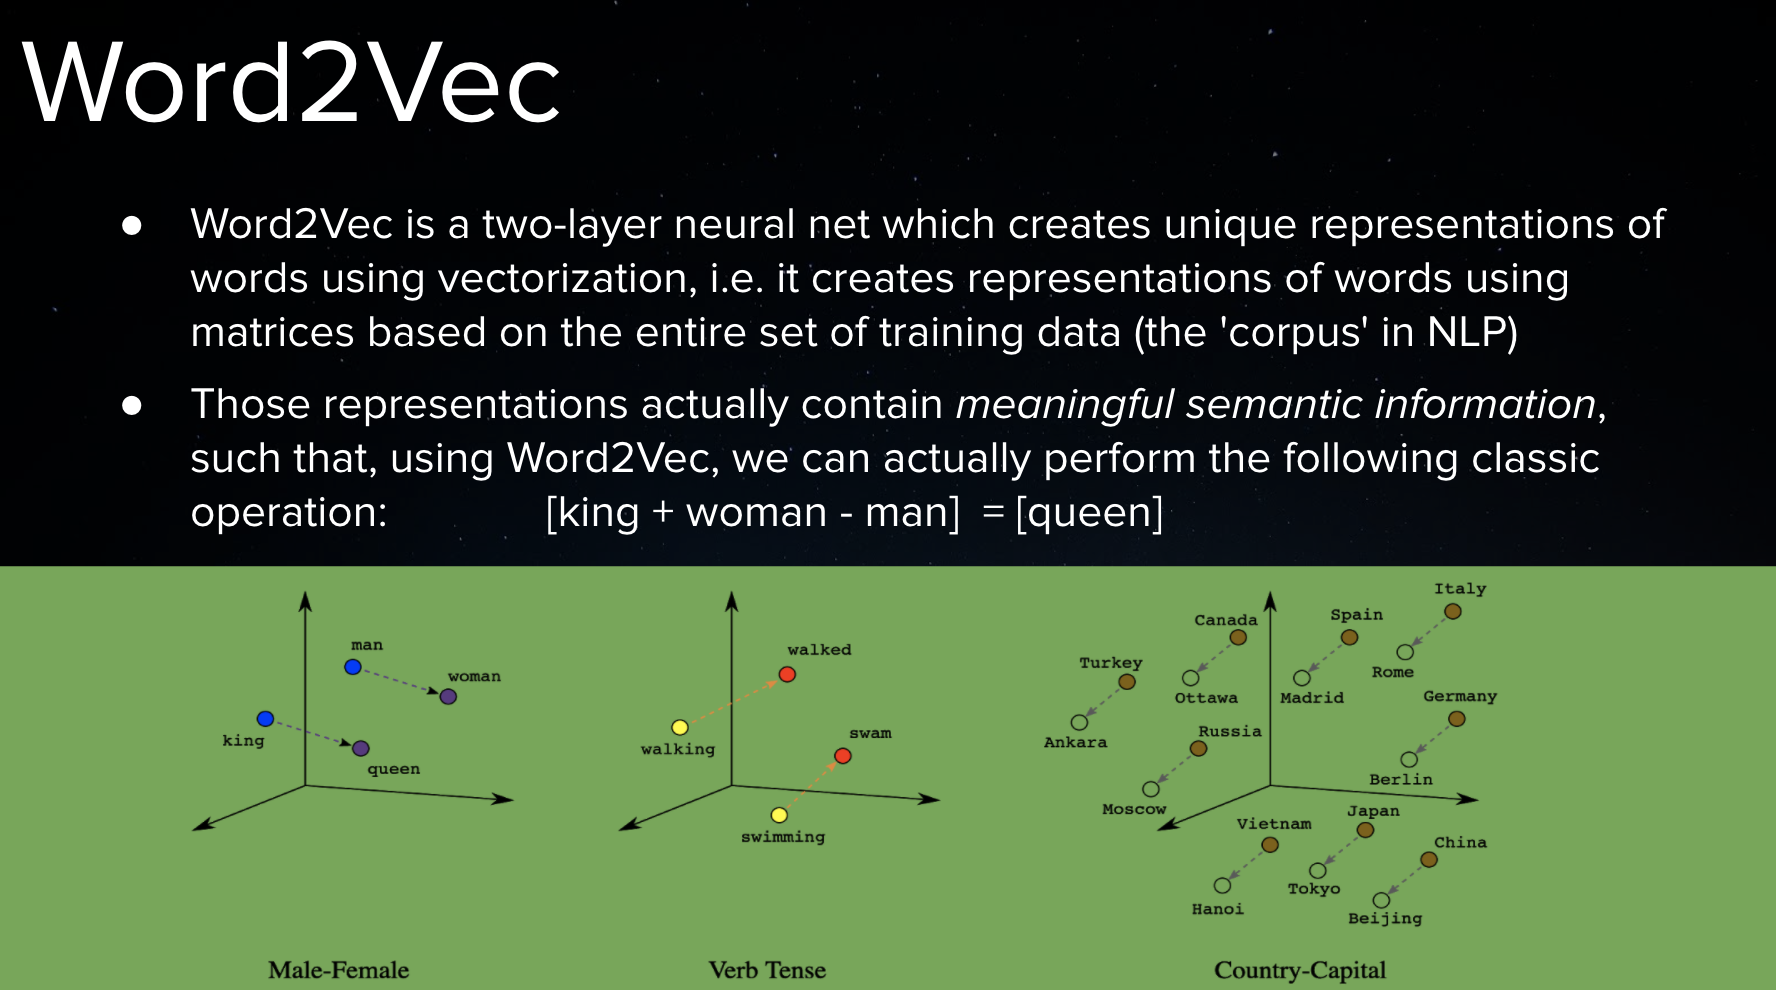 Word2Vec
● Word2Vec is a two-layer neural net which creates unique representations of
words using vectorization, i.e. it creates representations of words using
matrices based on the entire set of training data (the 'corpus' in NLP)
● Those representations actually contain meaningful semantic information,
such that, using Word2Vec, we can actually perform the following classic
operation: [king + woman - man] = [queen]
man
woman
king
queen
Male-Female
walked
walking
swam
swimming
Verb Tense
Italy
Canada
Spain
Turkey
Rome
Ottawa
Madrid
Germany
Ankara
Russia
Berlin
Moscow
Japan
Vietnam
China
Tokyo
Hanoi
Beijing
Country-Capital